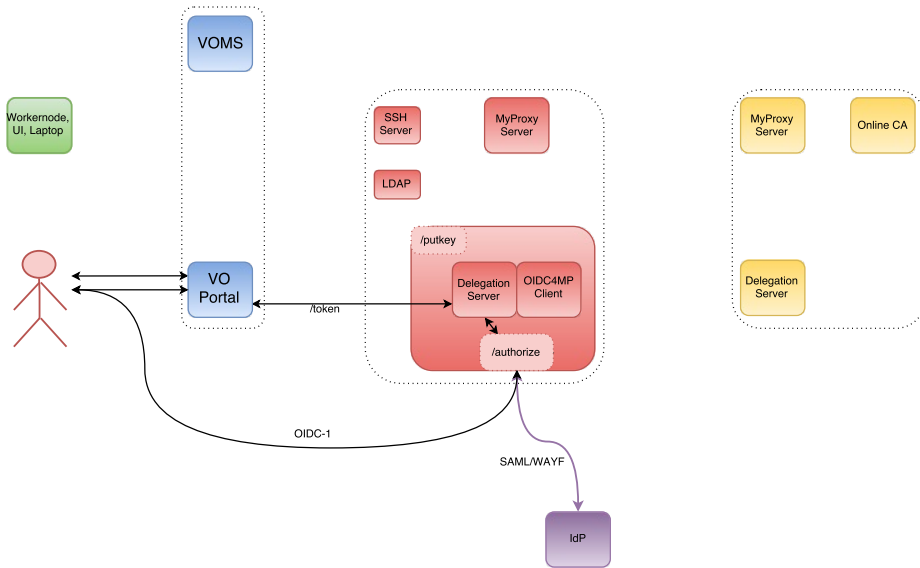 VOMS
Workernode,
UI, Laptop
SSH
Server
MyProxy
Server
MyProxy
Server
Online CA
LDAP
/putkey
VO
Portal
Delegation
Server
OIDC4MP
Client
Delegation
Server
/token
/authorize
OIDC-1
SAML/WAYF
IdP